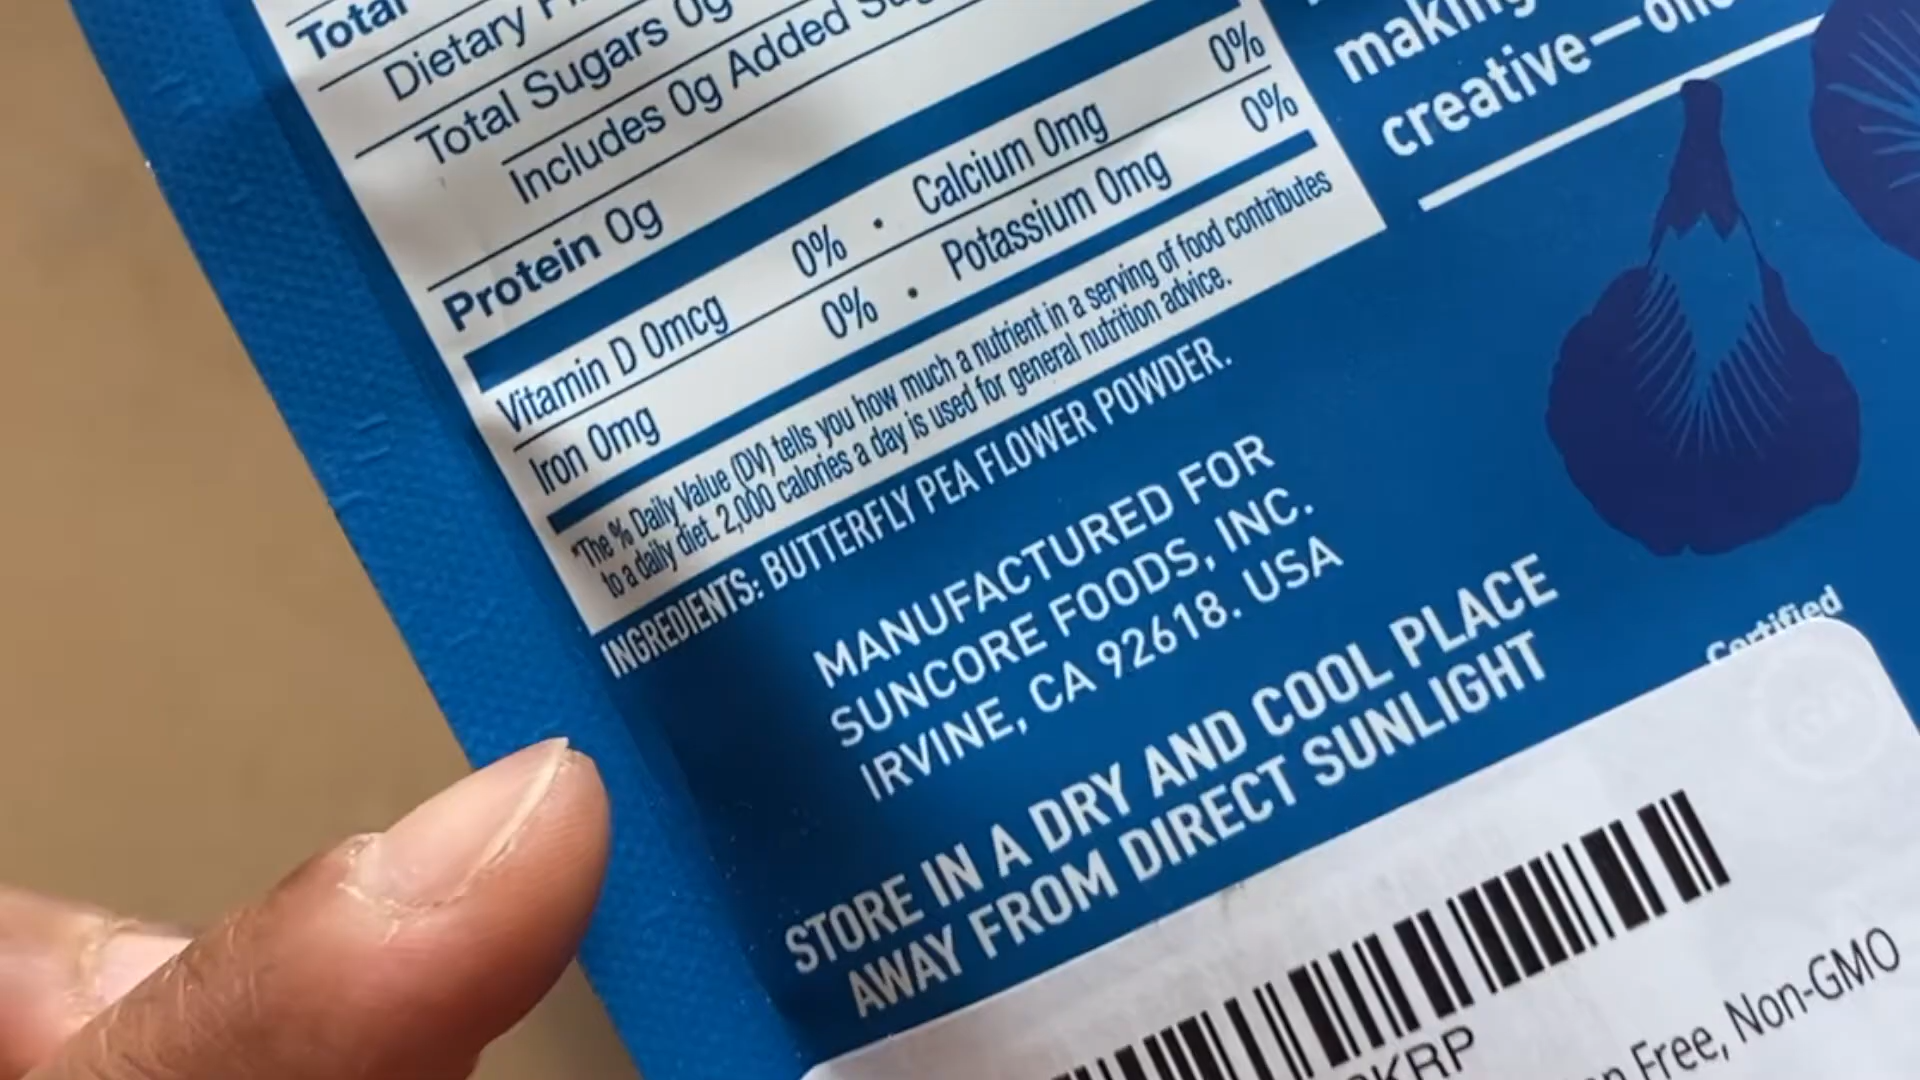 Total
Dietary
Total Sugars 0g
Includes 0g Added
Protein 0g
Vitamin D 0mcg 0% · Calcium 0mg 0%
Iron 0mg 0% · Potassium 0mg 0%
*The % Daily Value (DV) tells you how much a nutrient in a serving of food contributes
to a daily diet. 2,000 calories a day is used for general nutrition advice.
INGREDIENTS: BUTTERFLY PEA FLOWER POWDER.
MANUFACTURED FOR
SUNCORE FOODS, INC.
IRVINE, CA 92618. USA
STORE IN A DRY AND COOL PLACE
AWAY FROM DIRECT SUNLIGHT
making
creative—
Certified
KRP
Free, Non-GMO